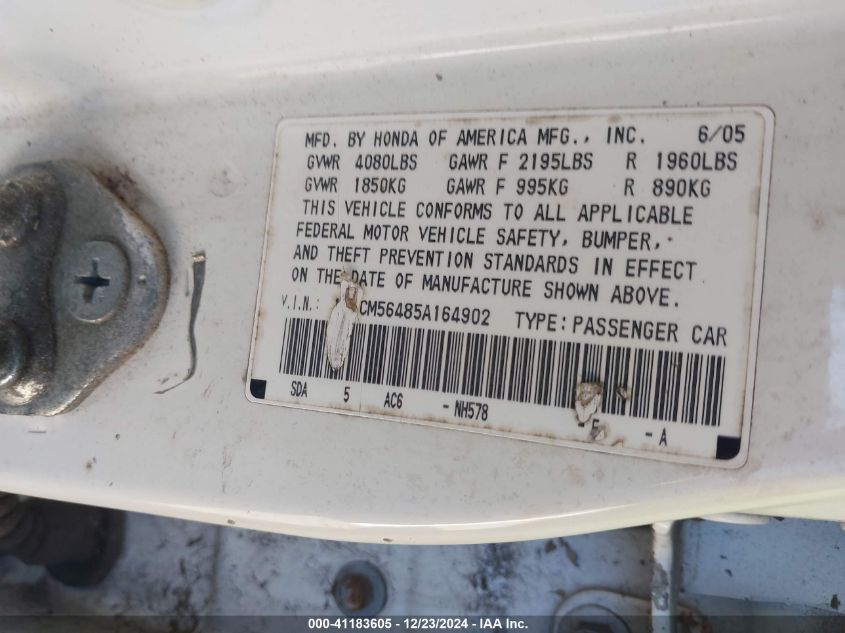 MFD. BY HONDA OF AMERICA MFG., INC. 6/05
GVWR 4080LBS GAWR F 2195LBS R 1960LBS
GVWR 1850KG GAWR F 995KG R 890KG
THIS VEHICLE CONFORMS TO ALL APPLICABLE
FEDERAL MOTOR VEHICLE SAFETY, BUMPER,
AND THEFT PREVENTION STANDARDS IN EFFECT
ON THE DATE OF MANUFACTURE SHOWN ABOVE.
V.I.N.: CM56485A164902 TYPE: PASSENGER CAR
SDA 5 AC6 -NH578 -A
000-41183605 - 12/23/2024 - IAA Inc.